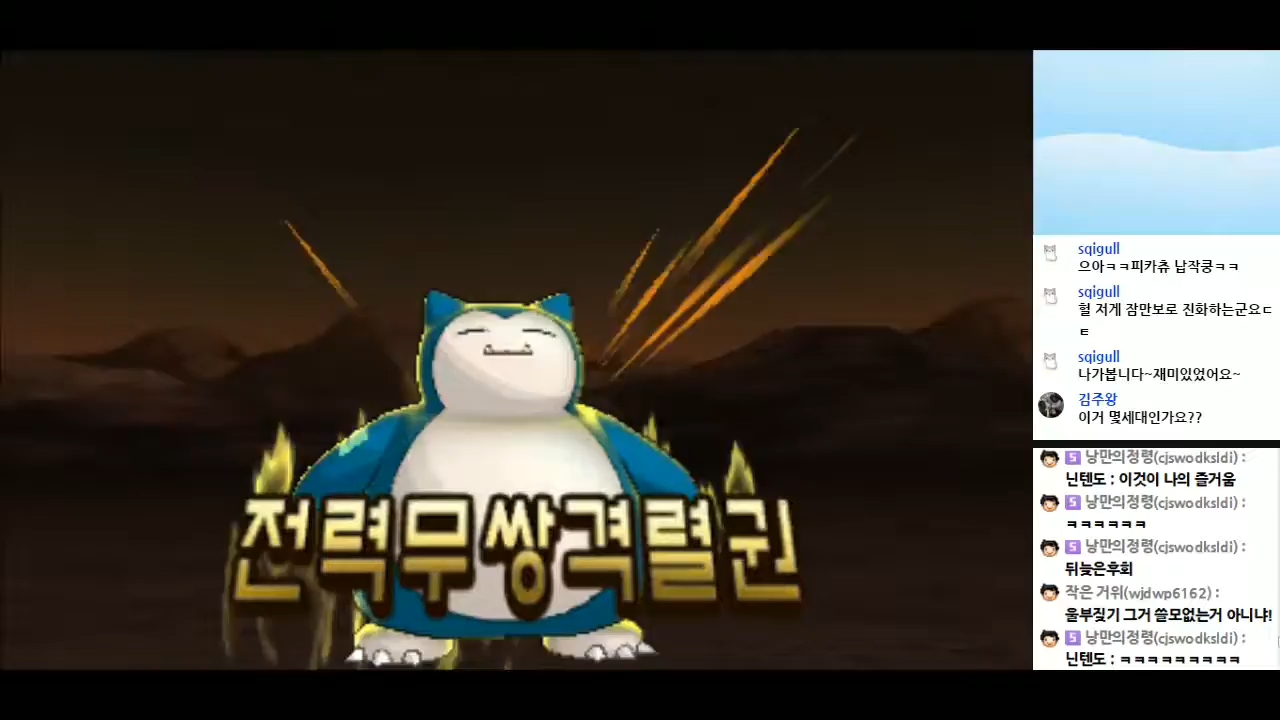 전력무쌍격렬권
sqigull
으아ㅋㅋ피카츄 납작쿵ㅋㅋ
sqigull
헐 저게 잠만보로 진화하는군요ㄷ
ㅌ
sqigull
나가봅니다~재미있었어요~
김주왕
이거 몇세대인가요??
5 낭만의정령(cjswodksldi) :
닌텐도 : 이것이 나의 즐거움
5 낭만의정령(cjswodksldi) :
ㅋㅋㅋㅋㅋㅋ
5 낭만의정령(cjswodksldi) :
뒤늦은후회
작은 거위(wjdwp6162) :
울부짖기 그거 쓸모없는거 아니냐!
5 낭만의정령(cjswodksldi) :
닌텐도 : ㅋㅋㅋㅋㅋㅋㅋㅋㅋ